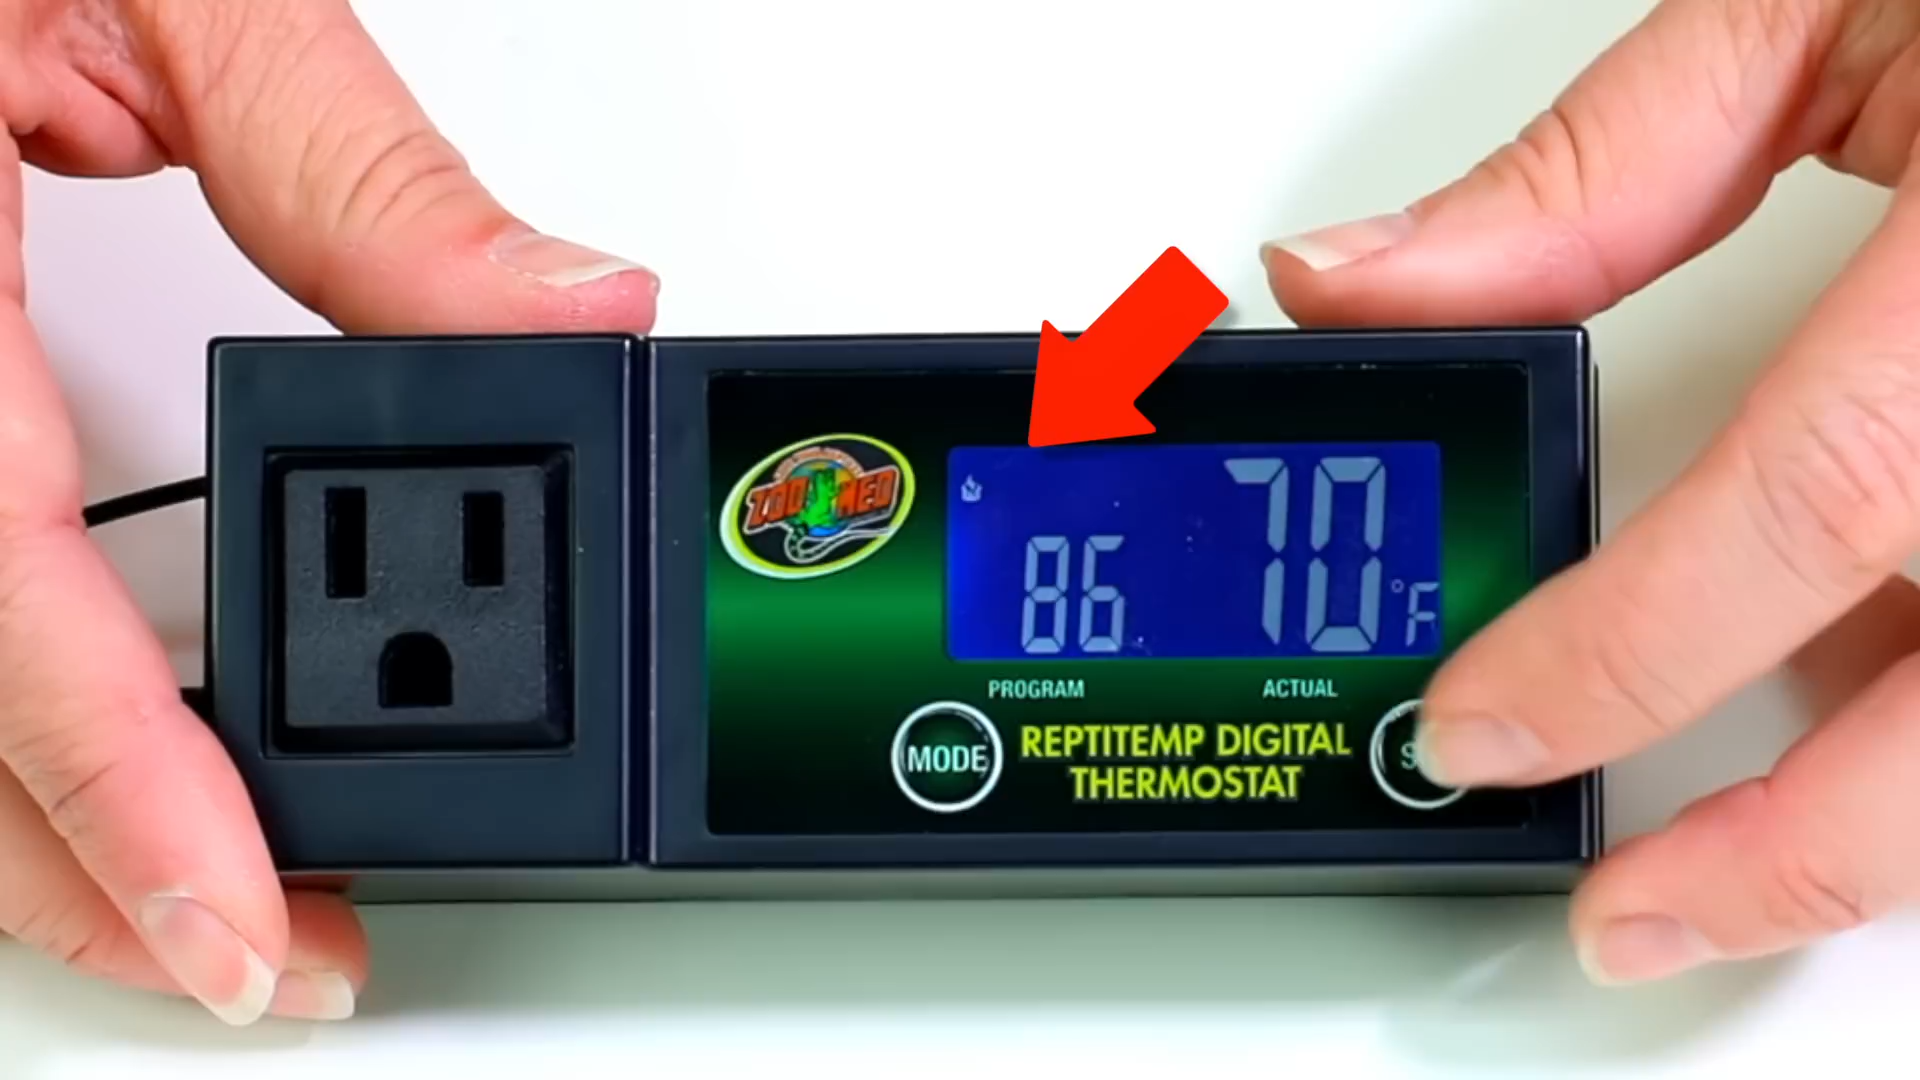 ZOO MED
86 70°F
PROGRAM ACTUAL
MODE
REPTITEMP DIGITAL
THERMOSTAT